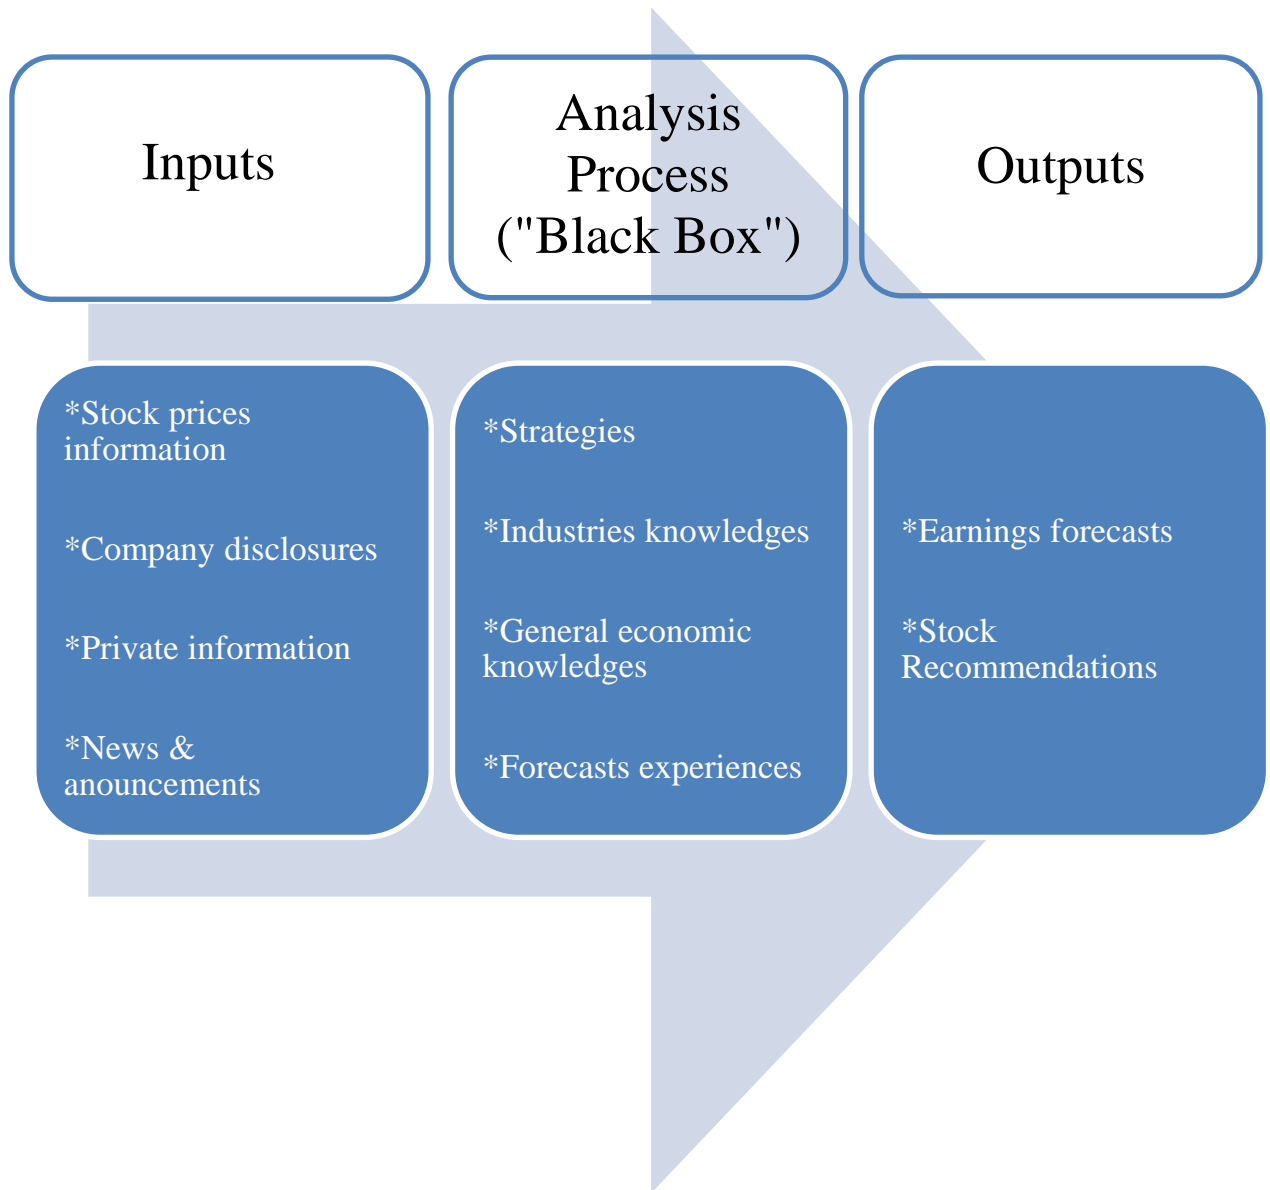 Inputs
Analysis
Process
("Black Box")
Outputs
*Stock prices
information
*Company disclosures
*Private information
*News &
anouncements
*Strategies
*Industries knowledges
*General economic
knowledges
*Forecasts experiences
*Earnings forecasts
*Stock
Recommendations